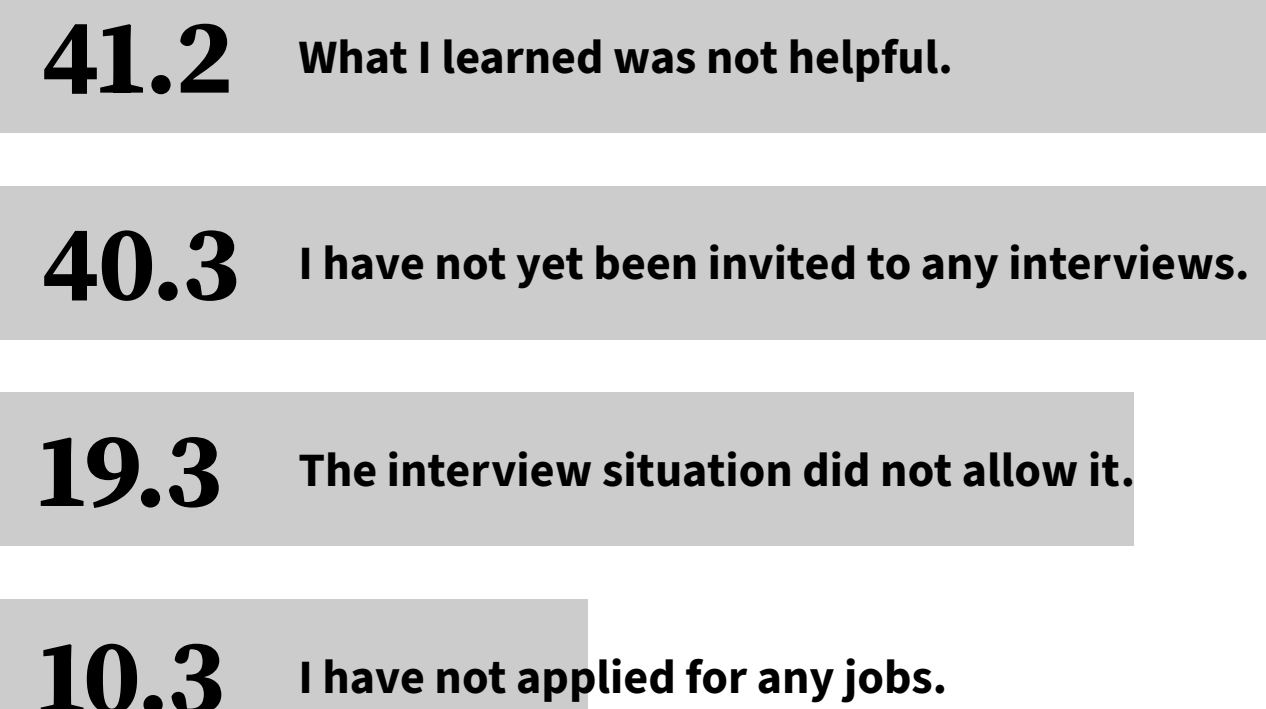 41.2 What I learned was not helpful.
40.3 I have not yet been invited to any interviews.
19.3 The interview situation did not allow it.
10.3 I have not applied for any jobs.